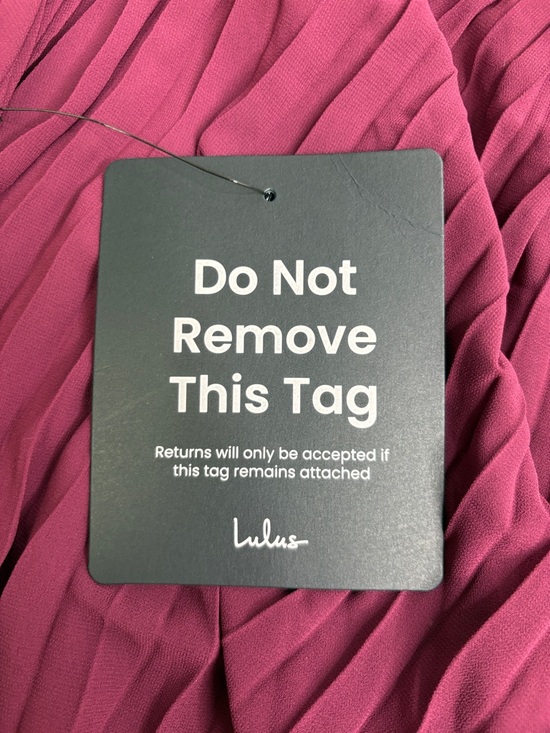 Do Not
Remove
This Tag
Returns will only be accepted if
this tag remains attached
Lulus